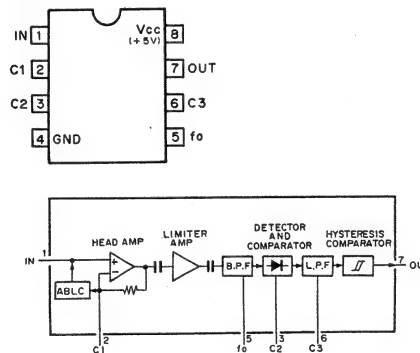 IN 1
Vcc 8
(+5V)
C1 2
7 OUT
C2 3
6 C3
4 GND
5 fo
HEAD AMP
LIMITER
AMP
DETECTOR
AND
COMPARATOR
HYSTERESIS
COMPARATOR
IN 1
+
−
B.P.F
L.P.F
7 OU
ABLC
2
C1
5
fo
3
C2
6
C3